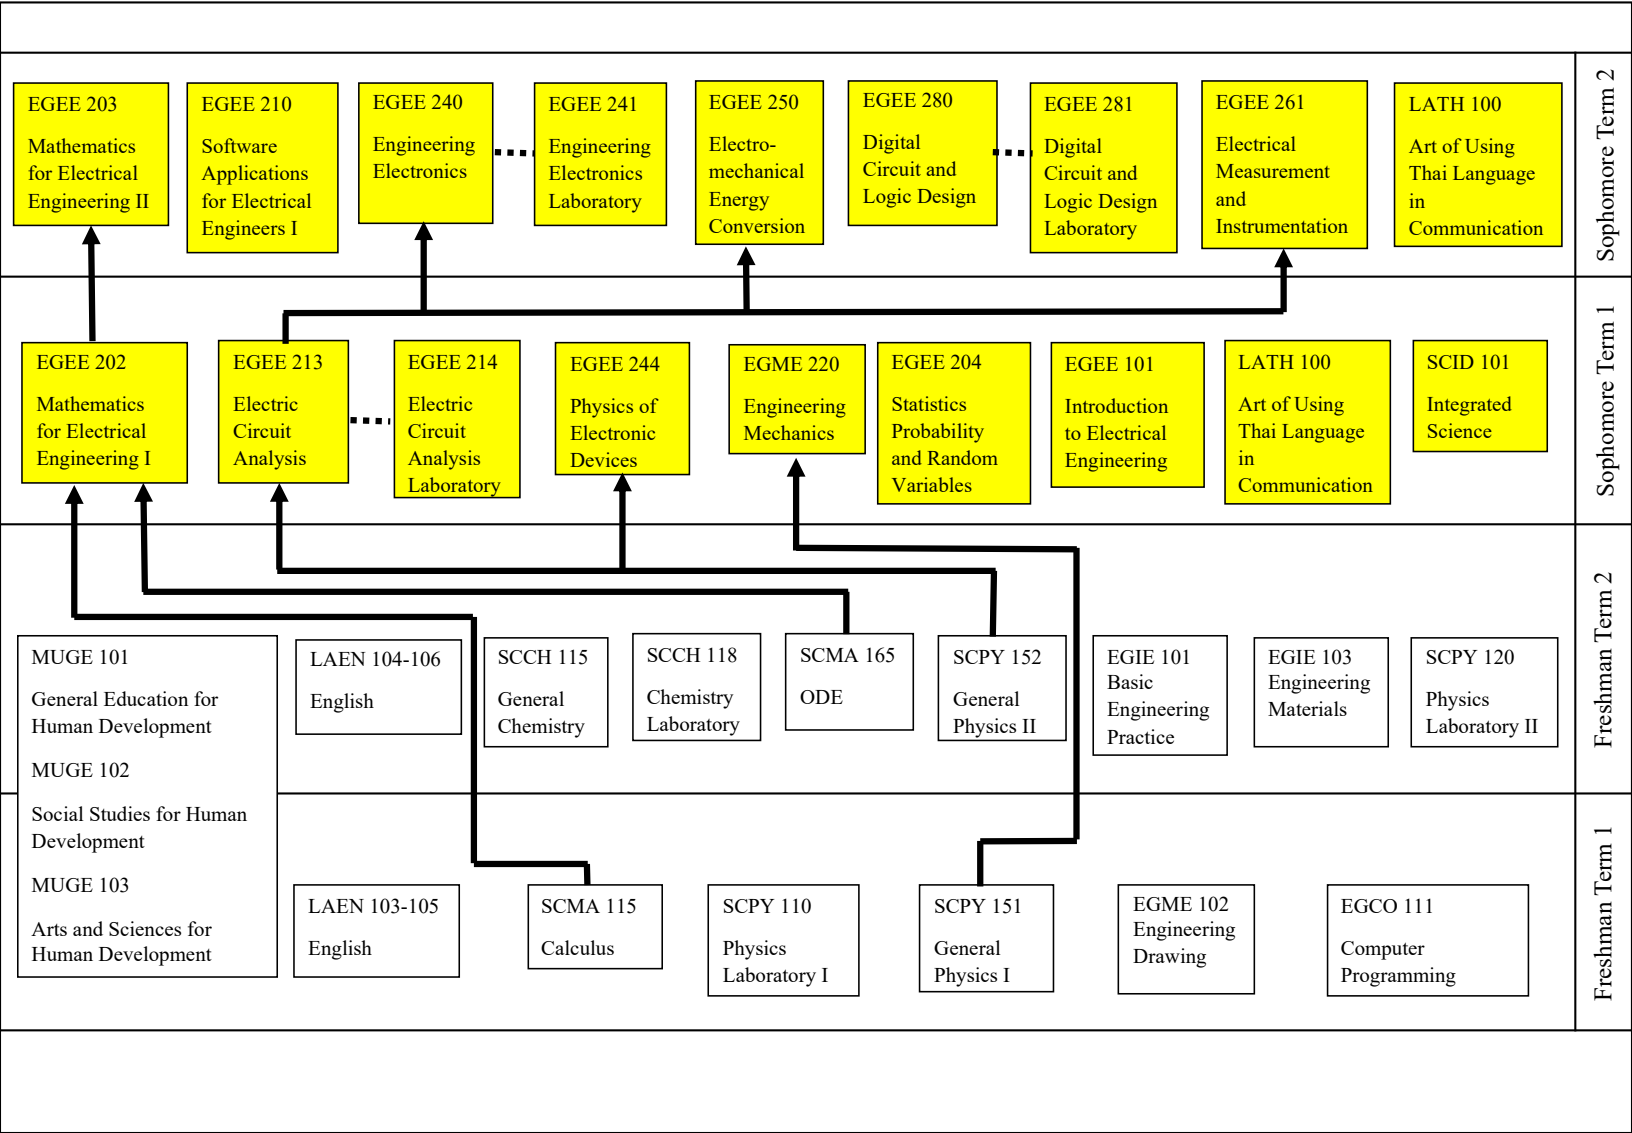 EGEE 203
Mathematics
for Electrical
Engineering II
EGEE 210
Software
Applications
for Electrical
Engineers I
EGEE 240
Engineering
Electronics
EGEE 241
Engineering
Electronics
Laboratory
EGEE 250
Electro-
mechanical
Energy
Conversion
EGEE 280
Digital
Circuit and
Logic Design
EGEE 281
Digital
Circuit and
Logic Design
Laboratory
EGEE 261
Electrical
Measurement
and
Instrumentation
LATH 100
Art of Using
Thai Language
in
Communication
Sophomore Term 2
EGEE 202
Mathematics
for Electrical
Engineering I
EGEE 213
Electric
Circuit
Analysis
EGEE 214
Electric
Circuit
Analysis
Laboratory
EGEE 244
Physics of
Electronic
Devices
EGME 220
Engineering
Mechanics
EGEE 204
Statistics
Probability
and Random
Variables
EGEE 101
Introduction
to Electrical
Engineering
LATH 100
Art of Using
Thai Language
in
Communication
SCID 101
Integrated
Science
Sophomore Term 1
MUGE 101
General Education for
Human Development
MUGE 102
Social Studies for Human
Development
MUGE 103
Arts and Sciences for
Human Development
LAEN 104-106
English
SCCH 115
General
Chemistry
SCCH 118
Chemistry
Laboratory
SCMA 165
ODE
SCPY 152
General
Physics II
EGIE 101
Basic
Engineering
Practice
EGIE 103
Engineering
Materials
SCPY 120
Physics
Laboratory II
Freshman Term 2
LAEN 103-105
English
SCMA 115
Calculus
SCPY 110
Physics
Laboratory I
SCPY 151
General
Physics I
EGME 102
Engineering
Drawing
EGCO 111
Computer
Programming
Freshman Term 1